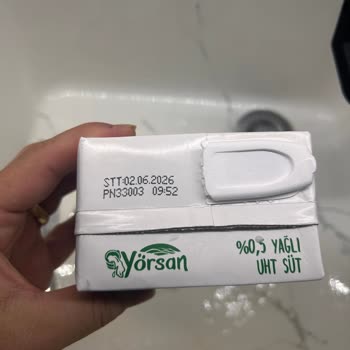 STT:02.06.2026
PN33003 09:52
Yörsan
%0,5 YAĞLI
UHT SÜT